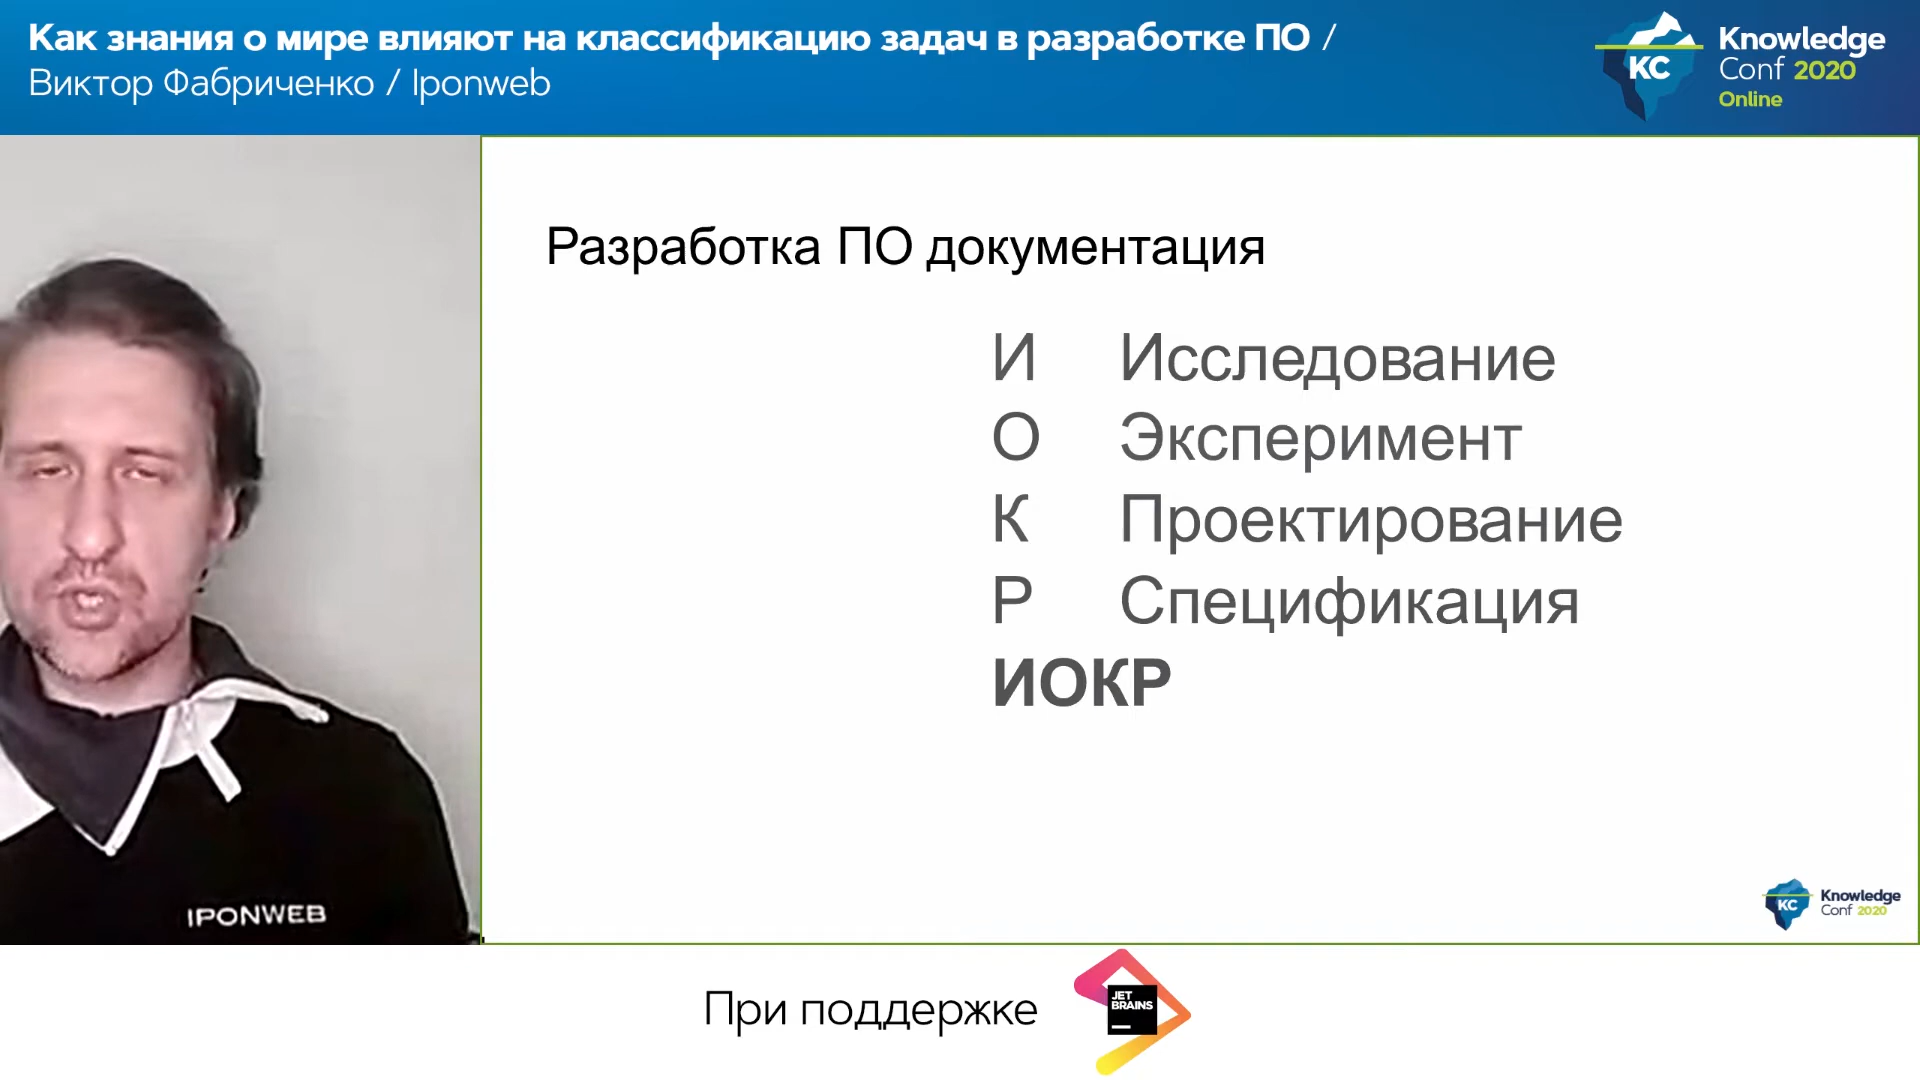 Как знания о мире влияют на классификацию задач в разработке ПО /
Виктор Фабриченко / Iponweb
KC
Knowledge
Conf 2020
Online
Разработка ПО документация
И Исследование
О Эксперимент
К Проектирование
Р Спецификация
ИОКР
IPONWEB
KC
Knowledge
Conf 2020
При поддержке
JET
BRAINS